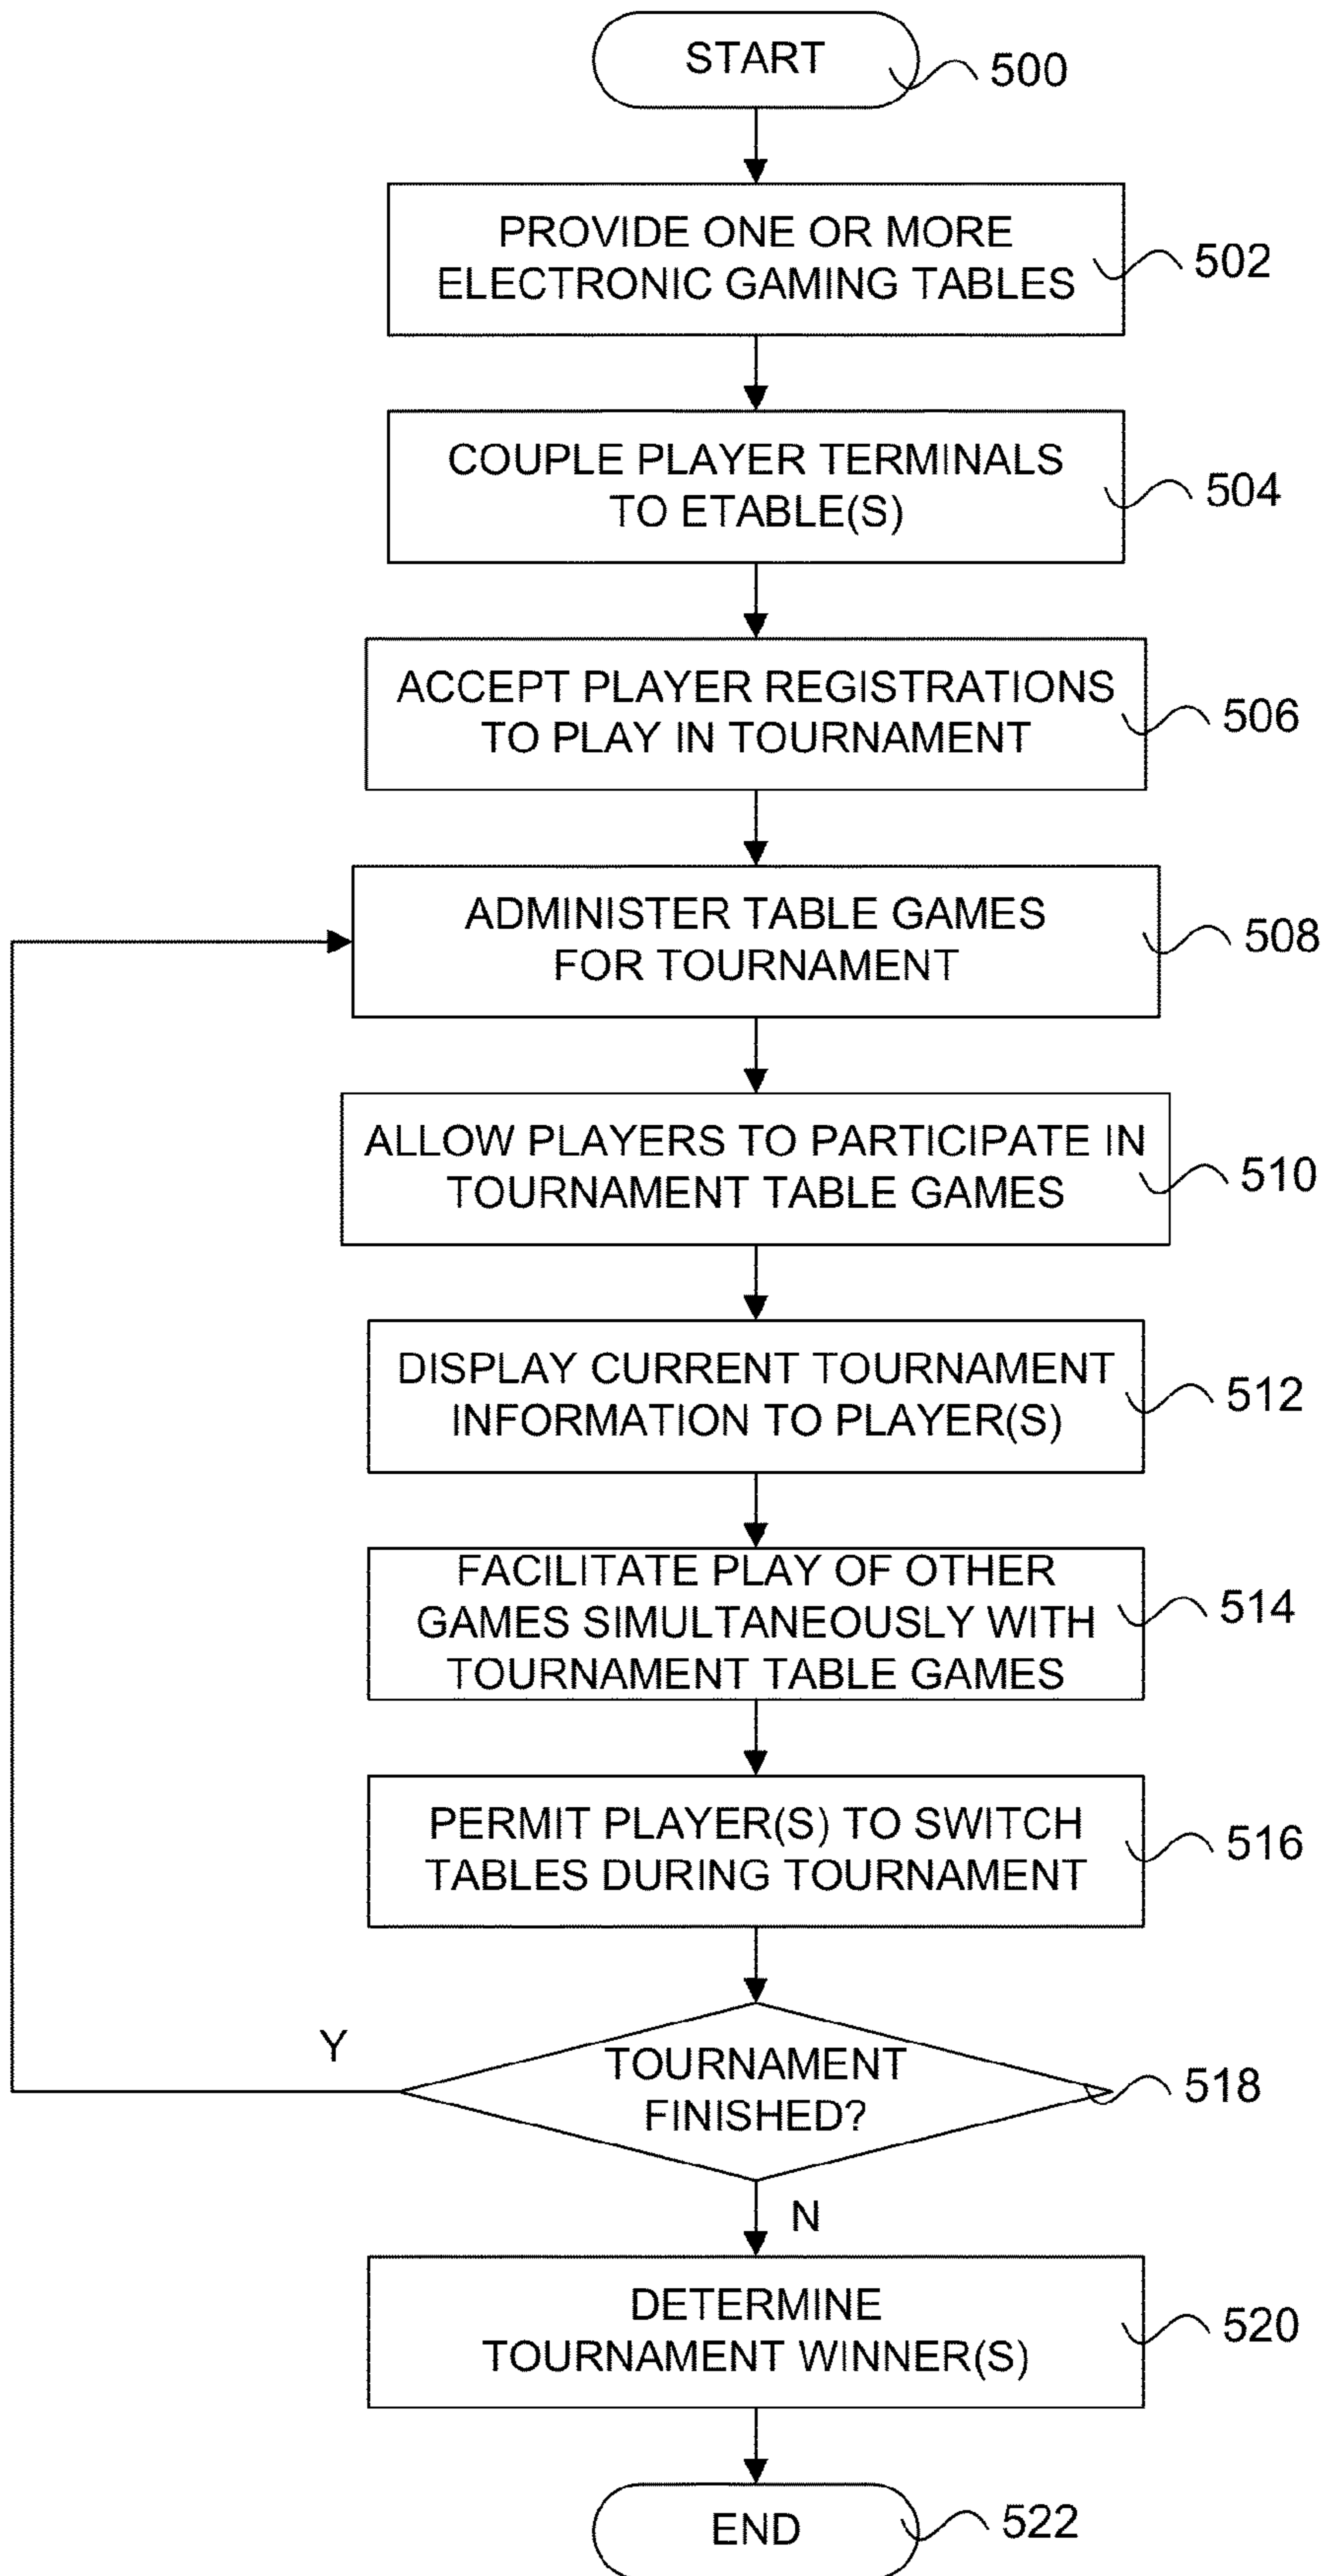 START
500
PROVIDE ONE OR MORE
ELECTRONIC GAMING TABLES
502
COUPLE PLAYER TERMINALS
TO ETABLE(S)
504
ACCEPT PLAYER REGISTRATIONS
TO PLAY IN TOURNAMENT
506
ADMINISTER TABLE GAMES
FOR TOURNAMENT
508
ALLOW PLAYERS TO PARTICIPATE IN
TOURNAMENT TABLE GAMES
510
DISPLAY CURRENT TOURNAMENT
INFORMATION TO PLAYER(S)
512
FACILITATE PLAY OF OTHER
GAMES SIMULTANEOUSLY WITH
TOURNAMENT TABLE GAMES
514
PERMIT PLAYER(S) TO SWITCH
TABLES DURING TOURNAMENT
516
Y
TOURNAMENT
FINISHED?
518
N
DETERMINE
TOURNAMENT WINNER(S)
520
END
522